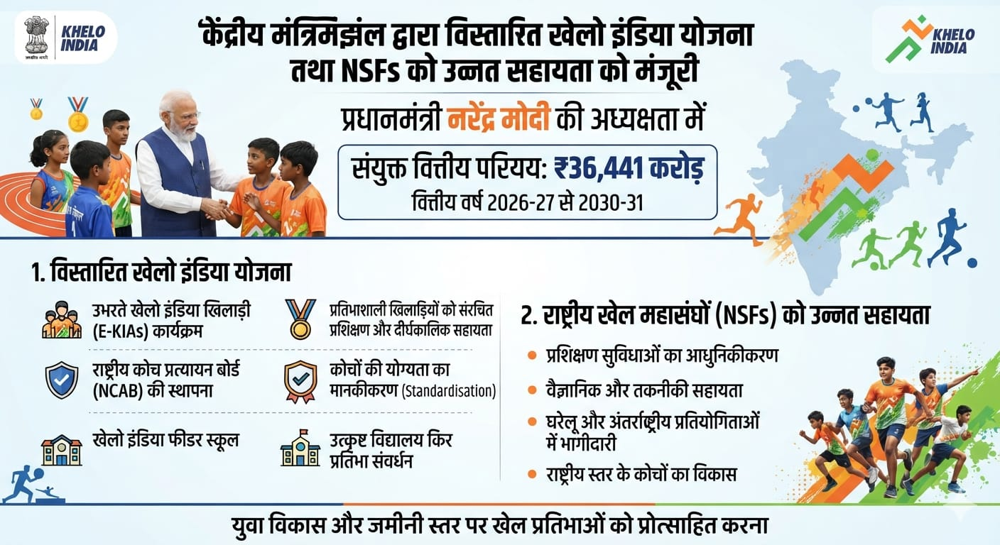 KHELO
INDIA
'केंद्रीय मंत्रिमिझंल द्वारा विस्तारित खेलो इंडिया योजना
तथा NSFs को उन्नत सहायता को मंजूरी
KHELO
INDIA
प्रधानमंत्री नरेंद्र मोदी की अध्यक्षता में
संयुक्त वित्तीय परियय: ₹36,441 करोड़
वित्तीय वर्ष 2026-27 से 2030-31
1. विस्तारित खेलो इंडिया योजना
उभरते खेलो इंडिया खिलाड़ी
(E-KIAs) कार्यक्रम
प्रतिभाशाली खिलाड़ियों को संरचित
प्रशिक्षण और दीर्घकालिक सहायता
राष्ट्रीय कोच प्रत्यायन बोर्ड
(NCAB) की स्थापना
कोचों की योग्यता का
मानकीकरण (Standardisation)
खेलो इंडिया फीडर स्कूल
उत्कृष्ट विद्यालय किर
प्रतिभा संवर्धन
2. राष्ट्रीय खेल महासंघों (NSFs) को उन्नत सहायता
• प्रशिक्षण सुविधाओं का आधुनिकीकरण
• वैज्ञानिक और तकनीकी सहायता
• घरेलू और अंतर्राष्ट्रीय प्रतियोगिताओं
में भागीदारी
• राष्ट्रीय स्तर के कोचों का विकास
युवा विकास और जमीनी स्तर पर खेल प्रतिभाओं को प्रोत्साहित करना